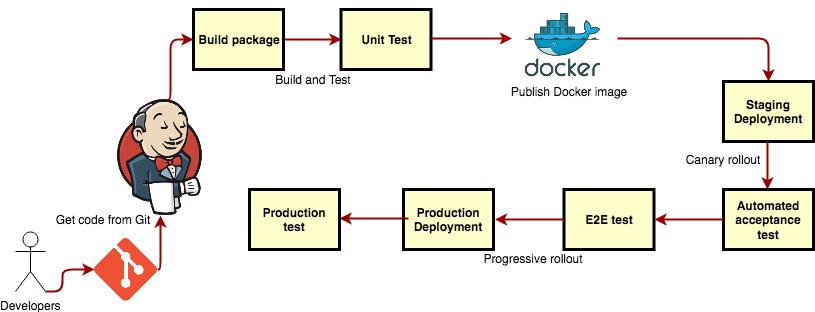 Build package
Unit Test
Build and Test
docker
Publish Docker image
Staging
Deployment
Canary rollout
Get code from Git
Production
test
Production
Deployment
E2E test
Automated
acceptance
test
Progressive rollout
Developers